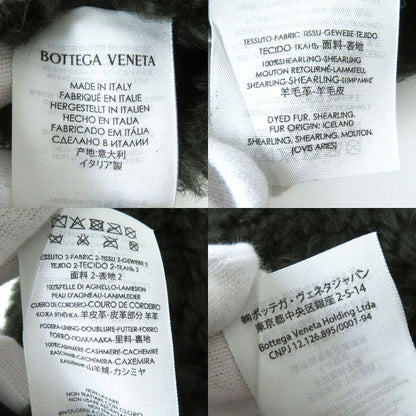 BOTTEGA VENETA
MADE IN ITALY
FABRIQUÉ EN ITALIE
HERGESTELLT IN ITALIEN
HECHO EN ITALIA
FABRICADO EM ITÁLIA
СДЕЛАНО В ИТАЛИИ
产地:意大利
イタリア製
TESSUTO-FABRIC-TISSU-GEWEBE-TEJIDO
TECIDO-ТКАНЬ-面料-表地
100%SHEARLING-SHEARLING
MOUTON RETOURNÉ-LAMMFELL
SHEARLING-SHEARLING-ШИРЛИНГ
羊毛革-羊毛皮
DYED FUR, SHEARLING.
FUR ORIGIN: ICELAND
SHEARLING, SHEARLING, MOUTON.
(OVIS ARIES)
TESSUTO 2-FABRIC 2-TISSU 2-GEWEBE 2
TEJIDO 2-TECIDO 2-ТКАНЬ 2
面料 2-表地 2
100%PELLE DI AGNELLO-LAMBSKIN
PEAU D'AGNEAU-LAMMLEDER
CUERO DE CORDERO-COURO DE CORDEIRO
КОЖА ЯГНЁНКА-羊皮革-皮革部分 羊革
FODERA-LINING-DOUBLURE-FUTTER-FORRO
FORRO-ПОДКЛАДКА-里料-裏地
100%CASHMERE-CASHMERE-CACHEMIRE
KASCHMIR-CACHEMIRA-CAXEMIRA
КАШЕМИР-山羊绒-カシミヤ
NON LAVARE
㈱ボッテガ・ヴェネタジャパン
東京都中央区銀座 2-5-14
Bottega Veneta Holding Ltda
CNPJ 12.126.895/0001-94